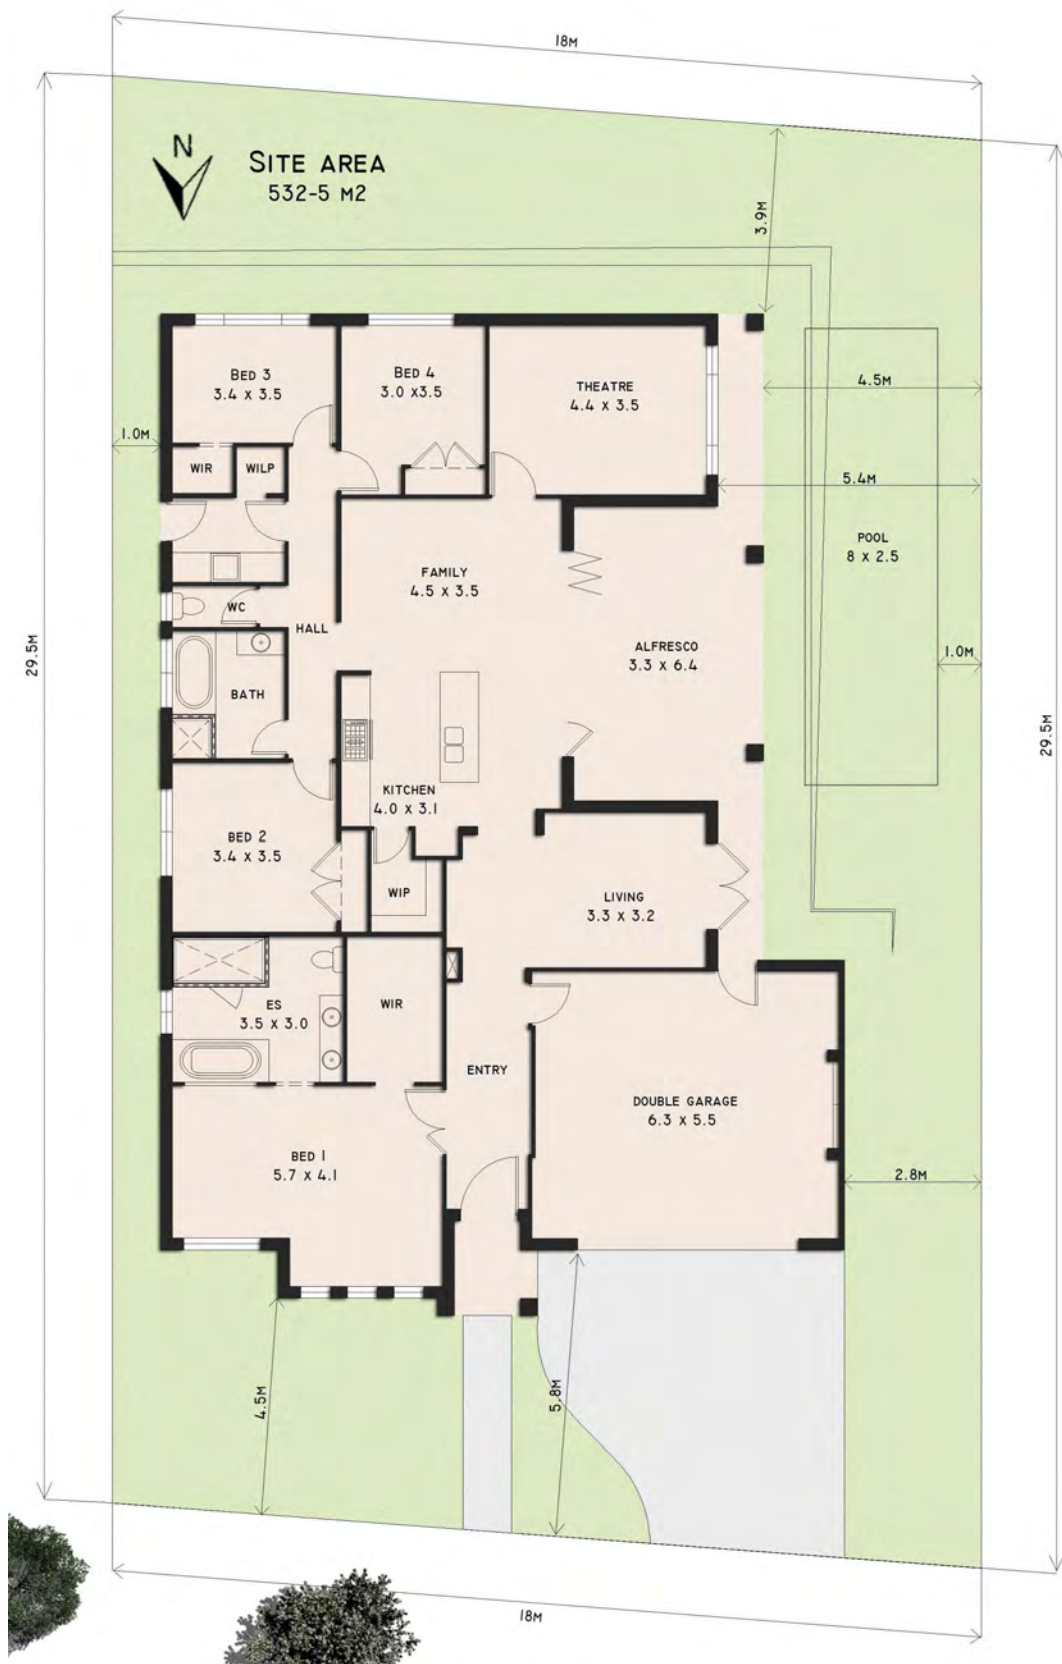 18M
N
SITE AREA
532-5 M2
3.9M
BED 3
3.4 X 3.5
BED 4
3.0 X3.5
THEATRE
4.4 X 3.5
4.5M
1.0M
WIR
WILP
5.4M
POOL
8 X 2.5
FAMILY
4.5 X 3.5
WC
HALL
ALFRESCO
3.3 X 6.4
1.0M
29.5M
BATH
29.5M
KITCHEN
4.0 X 3.1
BED 2
3.4 X 3.5
WIP
LIVING
3.3 X 3.2
ES
3.5 X 3.0
WIR
ENTRY
DOUBLE GARAGE
6.3 X 5.5
BED 1
5.7 X 4.1
2.8M
4.5M
5.8M
18M